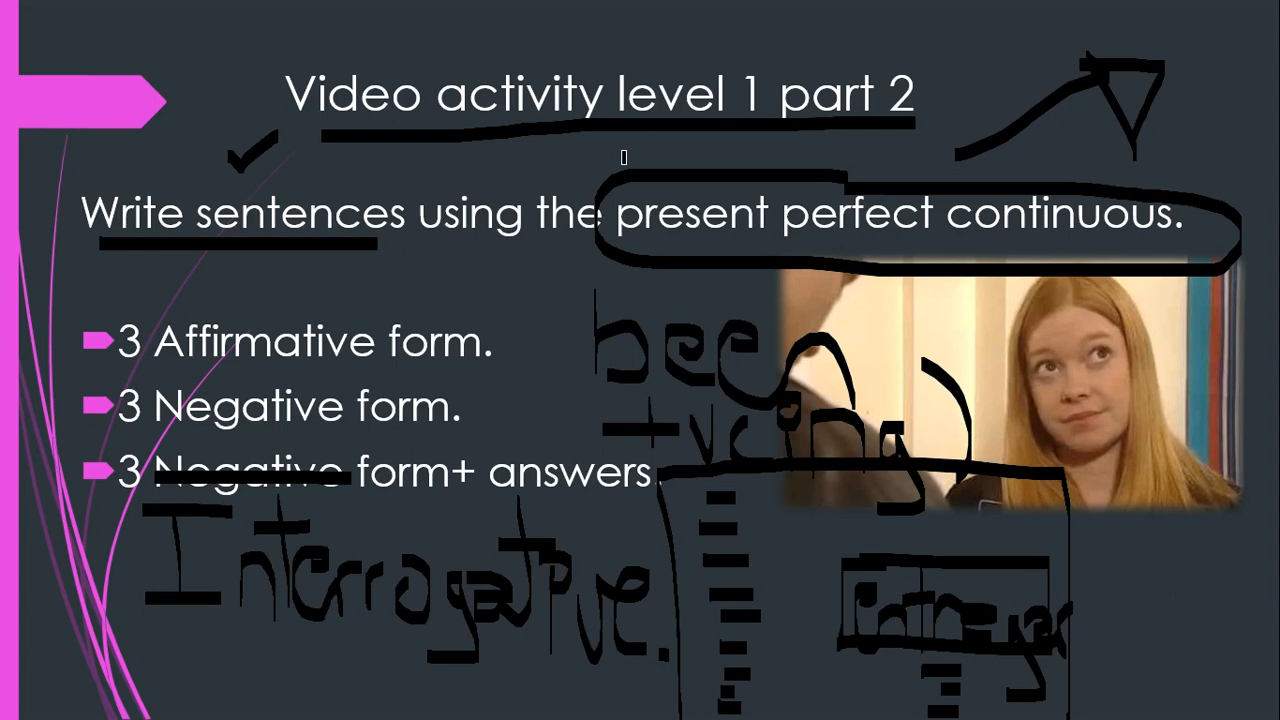 Video activity level 1 part 2
Write sentences using the present perfect continuous.
3 Affirmative form.
3 Negative form.
3 Negative form+ answers.
been
+ving)
Interrogative.